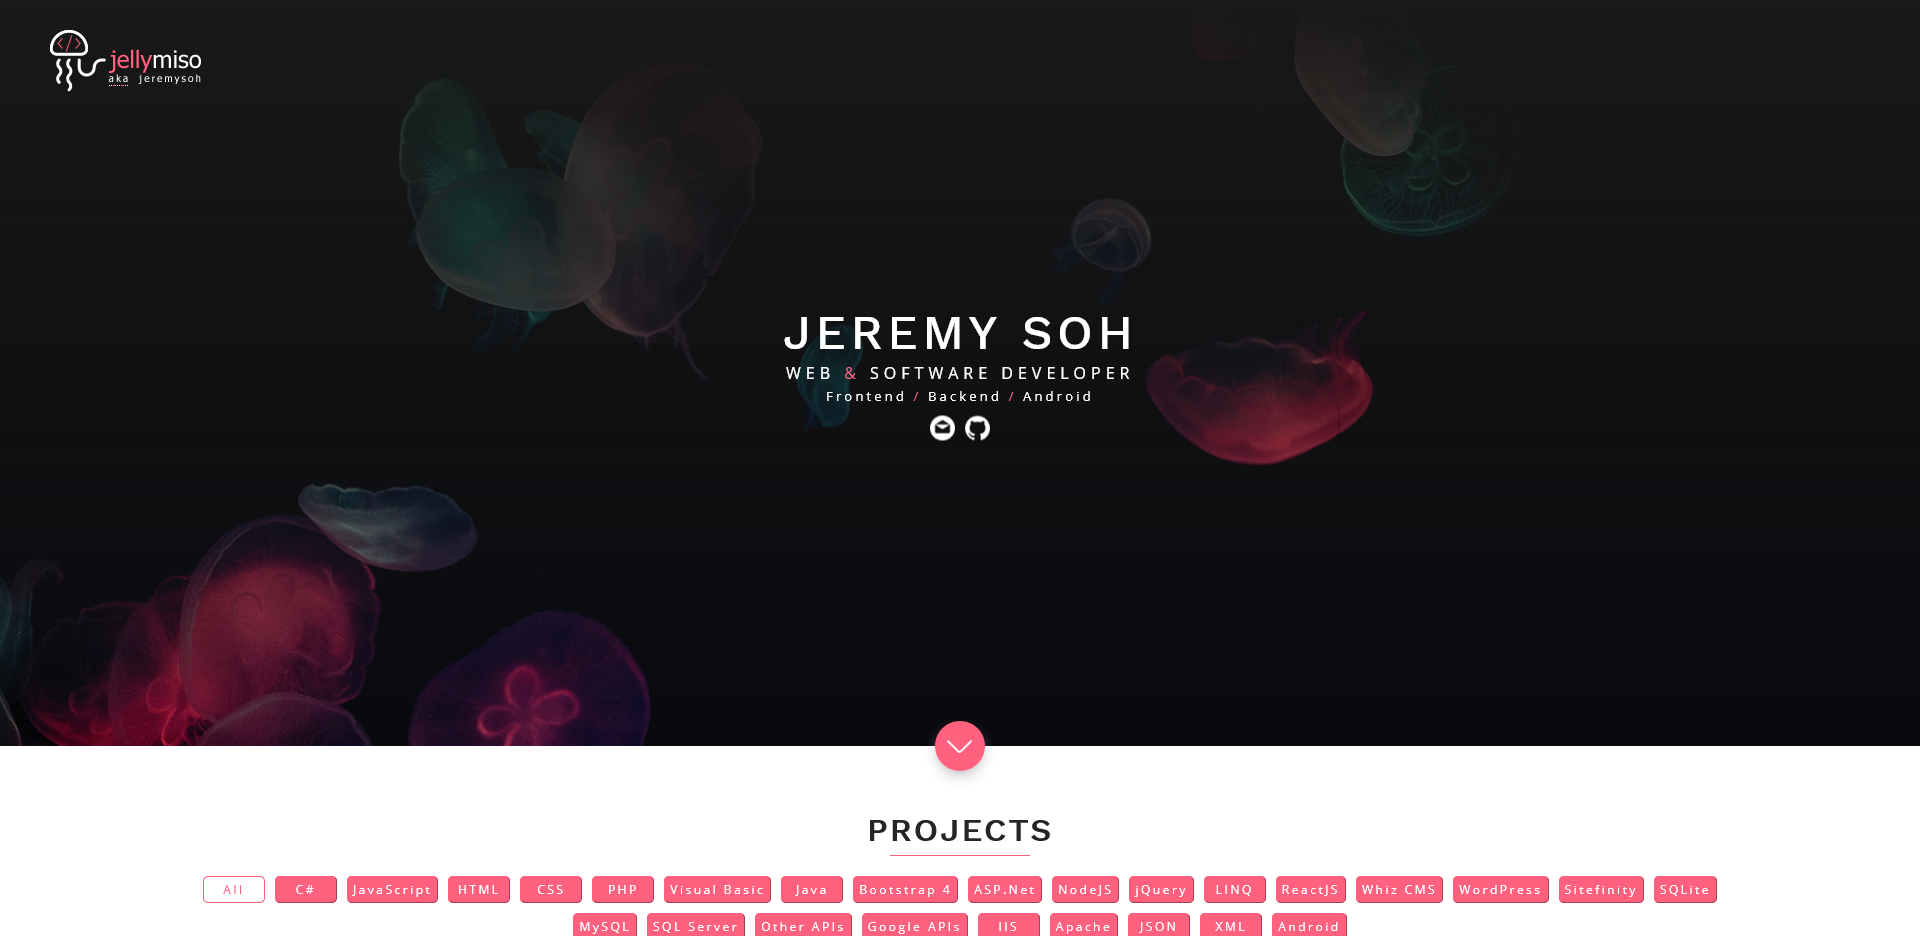 </>
jellymiso
aka jeremysoh
JEREMY SOH
WEB & SOFTWARE DEVELOPER
Frontend / Backend / Android
PROJECTS
All C# JavaScript HTML CSS PHP Visual Basic Java Bootstrap 4 ASP.Net NodeJS jQuery LINQ ReactJS Whiz CMS WordPress Sitefinity SQLite
MySQL SQL Server Other APIs Google APIs IIS Apache JSON XML Android